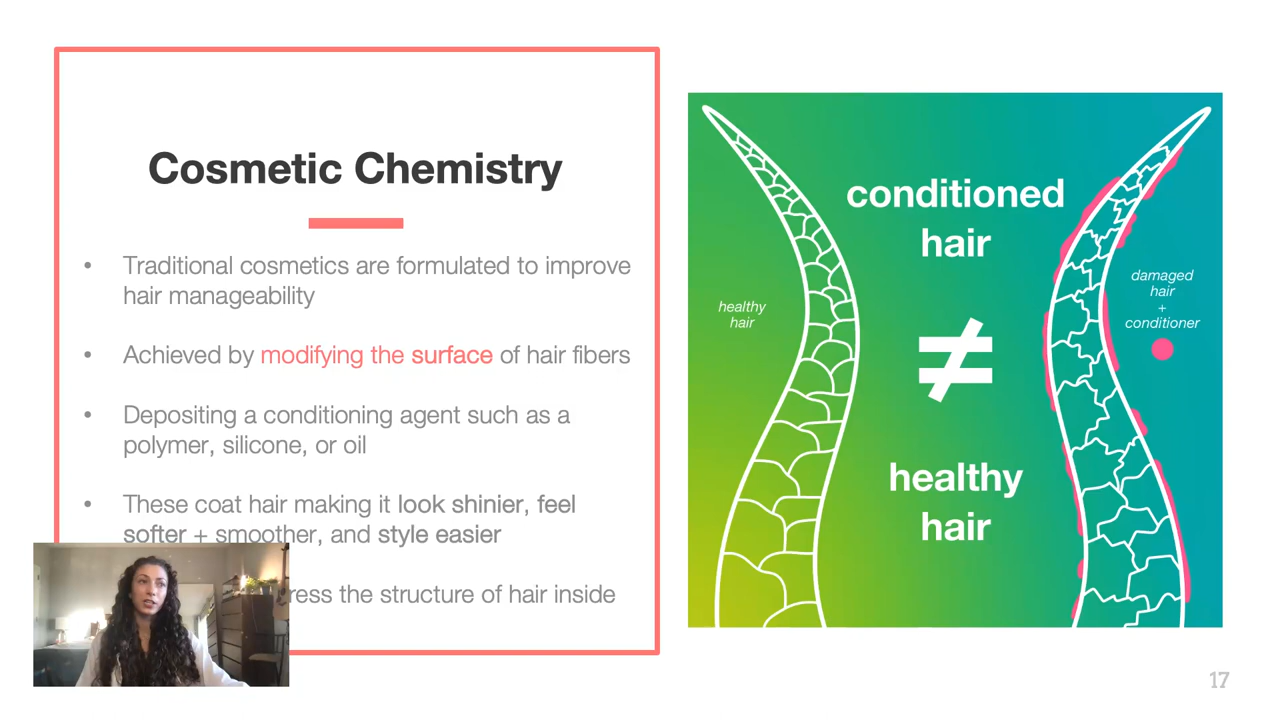 Cosmetic Chemistry
• Traditional cosmetics are formulated to improve
hair manageability
• Achieved by modifying the surface of hair fibers
• Depositing a conditioning agent such as a
polymer, silicone, or oil
• These coat hair making it look shinier, feel
softer + smoother, and style easier
the structure of hair inside
conditioned
hair
≠
healthy
hair
healthy
hair
damaged
hair
+
conditioner
17